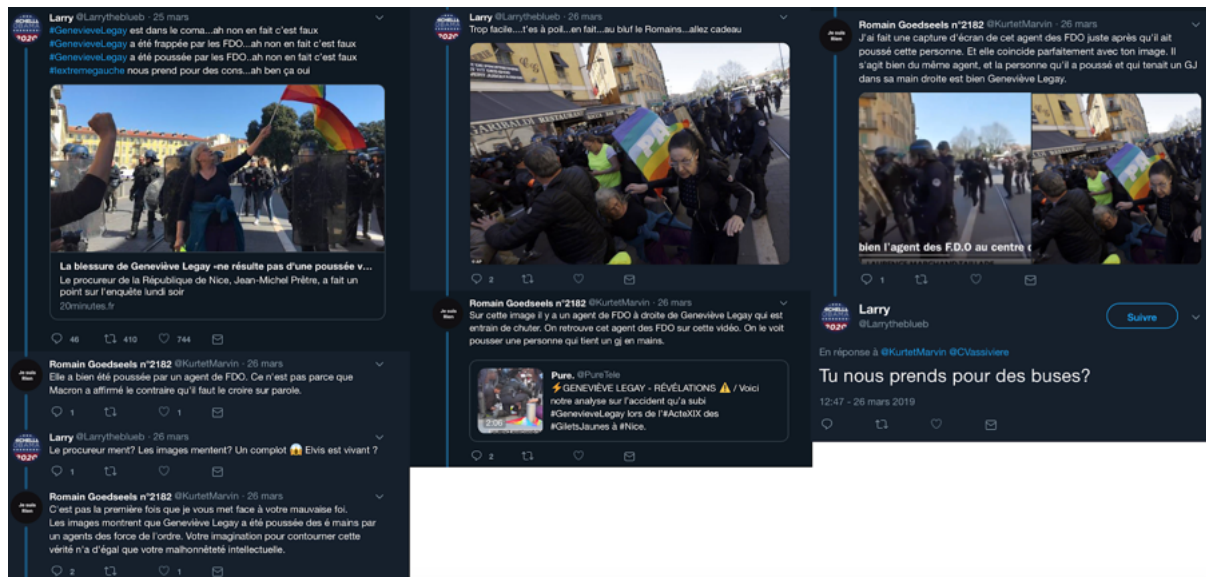 Larry @Larrytheblueb · 25 mars
#GenevieveLegay est dans le coma...ah non en fait c'est faux
#GenevieveLegay a été frappée par les FDO...ah non en fait c'est faux
#GenevieveLegay a été poussée par les FDO..ah non en fait c'est faux
#lextremegauche nous prend pour des cons...ah ben ça oui
La blessure de Geneviève Legay «ne résulte pas d'une poussée v...
Le procureur de la République de Nice, Jean-Michel Prêtre, a fait un
point sur l'enquête lundi soir
20minutes.fr
46 410 744
Romain Goedseels n°2182 @KurtetMarvin · 26 mars
Elle a bien été poussée par un agent de FDO. Ce n'est pas parce que
Macron a affirmé le contraire qu'il faut le croire sur parole.
1 1
Larry @Larrytheblueb · 26 mars
Le procureur ment? Les images mentent? Un complot 😱 Elvis est vivant ?
1
Romain Goedseels n°2182 @KurtetMarvin · 26 mars
C'est pas la première fois que je vous met face à votre mauvaise foi.
Les images montrent que Geneviève Legay a été poussée des é mains par
un agents des force de l'ordre. Votre imagination pour contourner cette
vérité n'a d'égal que votre malhonnêteté intellectuelle.
2 1
Larry @Larrytheblueb · 26 mars
Trop facile....t'es à poil...en fait...au bluf le Romains...allez cadeau
GARIBALDI
2
Romain Goedseels n°2182 @KurtetMarvin · 26 mars
Sur cette image il y a un agent de FDO à droite de Geneviève Legay qui est
entrain de chuter. On retrouve cet agent des FDO sur cette vidéo. On le voit
pousser une personne qui tient un gj en mains.
Pure. @PureTele
⚡GENEVIÈVE LEGAY - RÉVÉLATIONS ⚠️ / Voici
notre analyse sur l'accident qu'a subi
#GenevieveLegay lors de l'#ActeXIX des
#GiletsJaunes à #Nice.
2:06
2
Romain Goedseels n°2182 @KurtetMarvin · 26 mars
J'ai fait une capture d'écran de cet agent des FDO juste après qu'il ait
poussé cette personne. Et elle coincide parfaitement avec ton image. Il
s'agit bien du même agent, et la personne qu'il a poussé et qui tenait un GJ
dans sa main droite est bien Geneviève Legay.
bien l'agent des F.D.O au centre d
1
Larry
@Larrytheblueb
Suivre
En réponse à @KurtetMarvin @CVassiviere
Tu nous prends pour des buses?
12:47 - 26 mars 2019